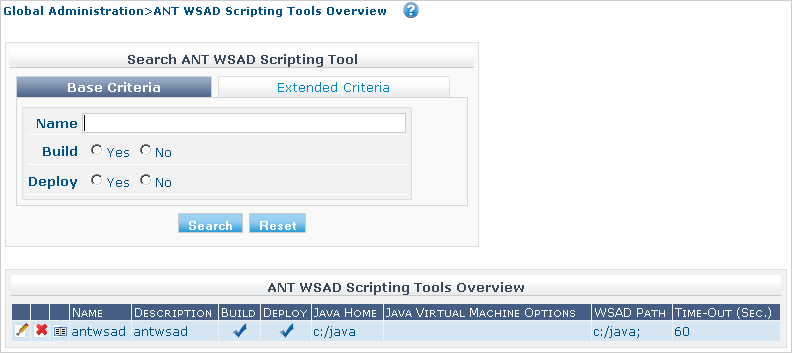 Global Administration>ANT WSAD Scripting Tools Overview ?
Search ANT WSAD Scripting Tool
Base Criteria Extended Criteria
Name
Build Yes No
Deploy Yes No
Search Reset
ANT WSAD Scripting Tools Overview
Name Description Build Deploy Java Home Java Virtual Machine Options WSAD Path Time-Out (Sec.)
antwsad antwsad c:/java c:/java; 60